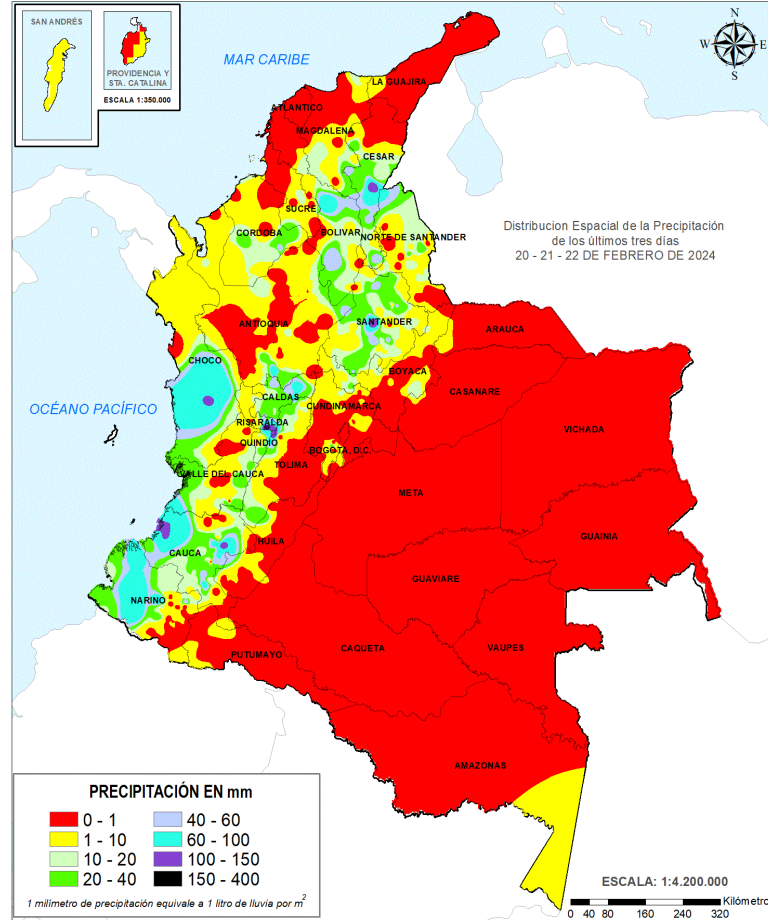 SAN ANDRÉS
PROVIDENCIA Y
STA. CATALINA
ESCALA 1:350.000
MAR CARIBE
N
W
E
S
LA GUAJIRA
ATLANTICO
MAGDALENA
CESAR
SUCRE
CORDOBA
BOLIVAR
NORTE DE SANTANDER
Distribucion Espacial de la Precipitación
de los últimos tres días
20 - 21 - 22 DE FEBRERO DE 2024
ANTIOQUIA
SANTANDER
ARAUCA
CHOCO
BOYACA
CASANARE
OCÉANO PACÍFICO
CALDAS
CUNDINAMARCA
RISARALDA
VICHADA
QUINDIO
BOGOTA, D.C.
TOLIMA
VALLE DEL CAUCA
META
GUAINIA
HUILA
CAUCA
GUAVIARE
NARIÑO
CAQUETA
VAUPES
PUTUMAYO
AMAZONAS
PRECIPITACIÓN EN mm
0 - 1
40 - 60
1 - 10
60 - 100
10 - 20
100 - 150
20 - 40
150 - 400
1 milímetro de precipitación equivale a 1 litro de lluvia por m²
ESCALA: 1:4.200.000
Kilómetro
0 40 80 160 240 320